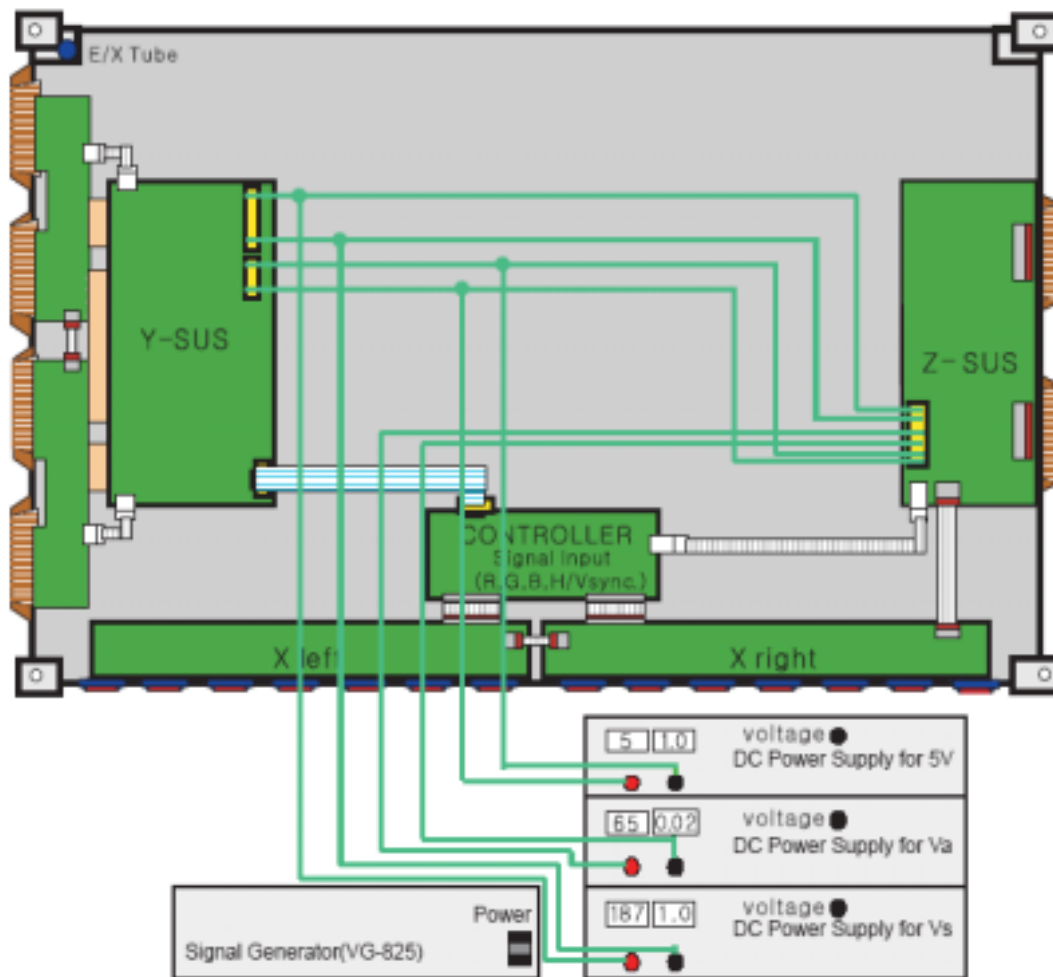 E/X Tube
Y-SUS
Z-SUS
CONTROLLER
Signal Input
(R,G,B,H/Vsync.)
X left
X right
5 1.0 voltage
DC Power Supply for 5V
65 0.02 voltage
DC Power Supply for Va
187 1.0 voltage
DC Power Supply for Vs
Power
Signal Generator(VG-825)